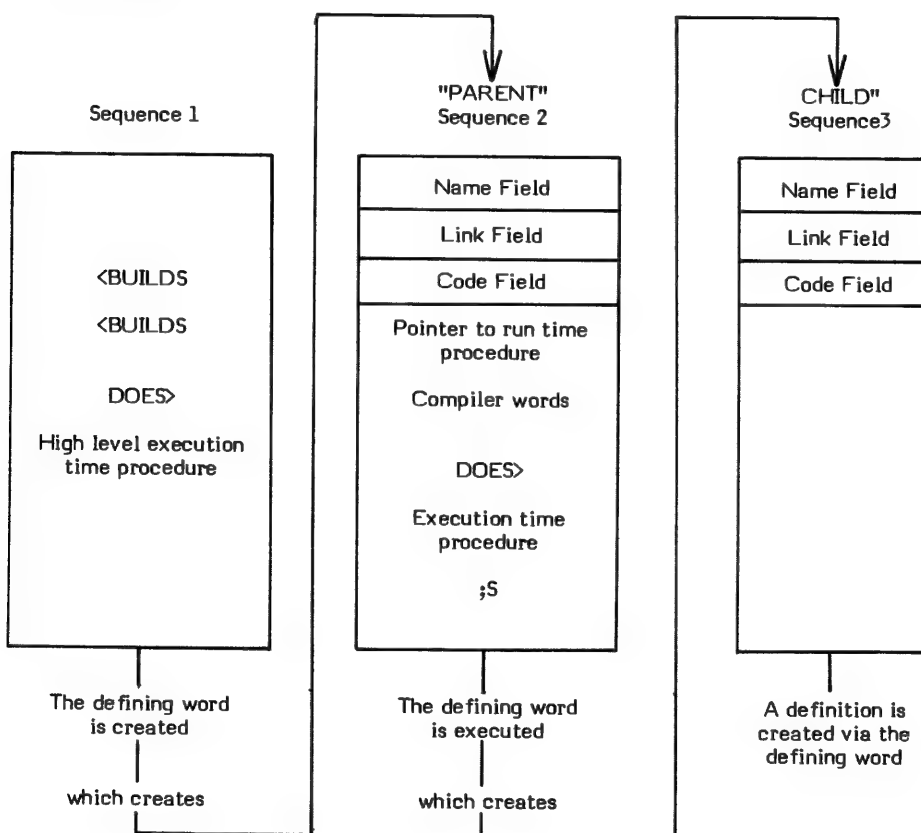 Sequence 1
<BUILDS
<BUILDS
DOES>
High level execution
time procedure
The defining word
is created
which creates
"PARENT"
Sequence 2
Name Field
Link Field
Code Field
Pointer to run time
procedure
Compiler words
DOES>
Execution time
procedure
;S
The defining word
is executed
which creates
CHILD"
Sequence3
Name Field
Link Field
Code Field
A definition is
created via the
defining word